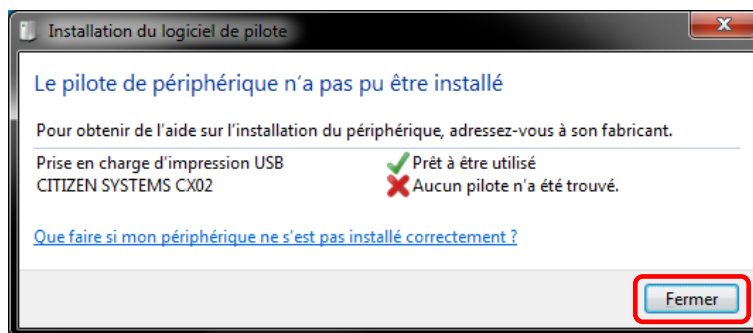 Installation du logiciel de pilote
Le pilote de périphérique n'a pas pu être installé
Pour obtenir de l'aide sur l'installation du périphérique, adressez-vous à son fabricant.
Prise en charge d'impression USB Prêt à être utilisé
CITIZEN SYSTEMS CX02 Aucun pilote n'a été trouvé.
Que faire si mon périphérique ne s'est pas installé correctement ?
Fermer